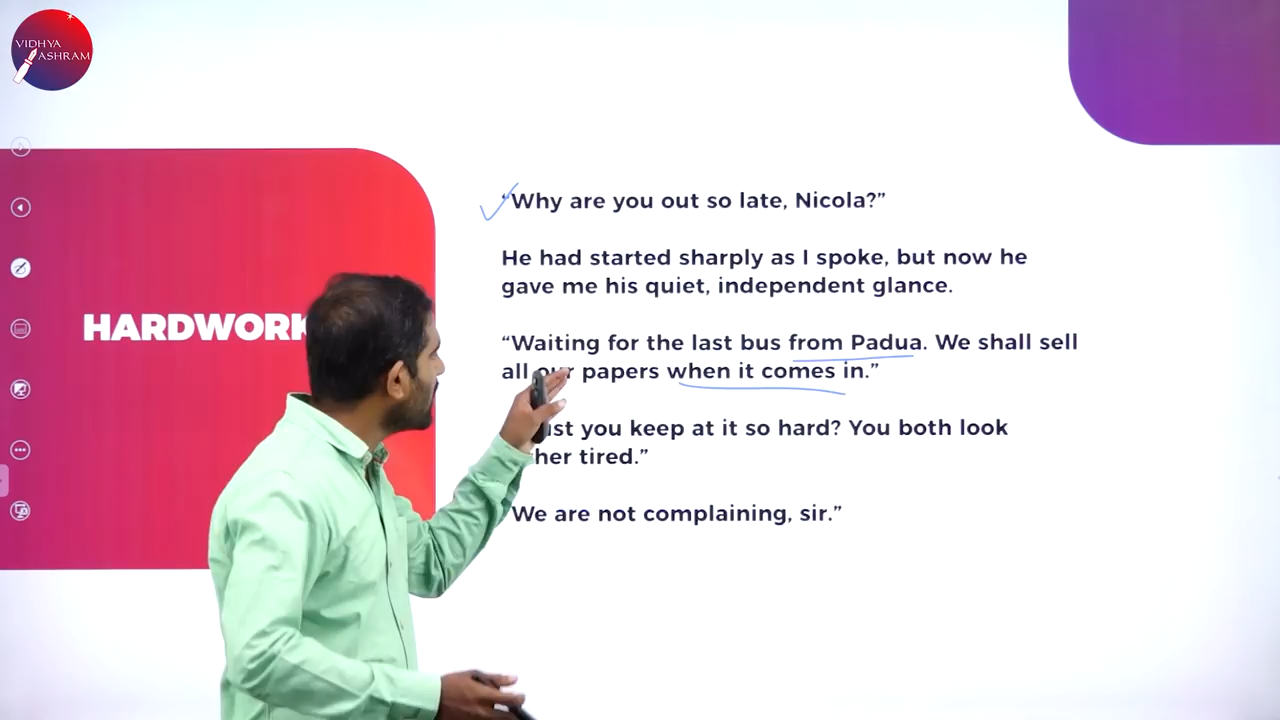 VIDHYA
ASHRAM
HARDWORK
“Why are you out so late, Nicola?”
He had started sharply as I spoke, but now he
gave me his quiet, independent glance.
“Waiting for the last bus from Padua. We shall sell
all our papers when it comes in.”
you keep at it so hard? You both look
tired.”
“We are not complaining, sir.”